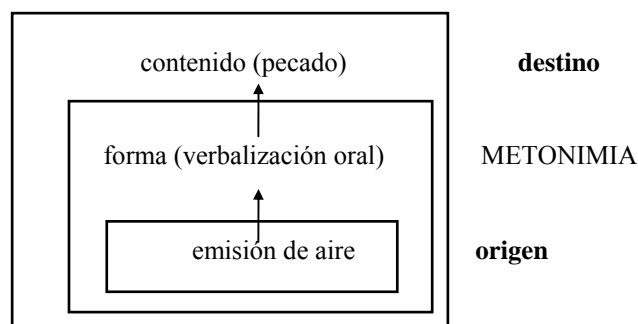 contenido (pecado) destino
forma (verbalización oral) METONIMIA
emisión de aire origen